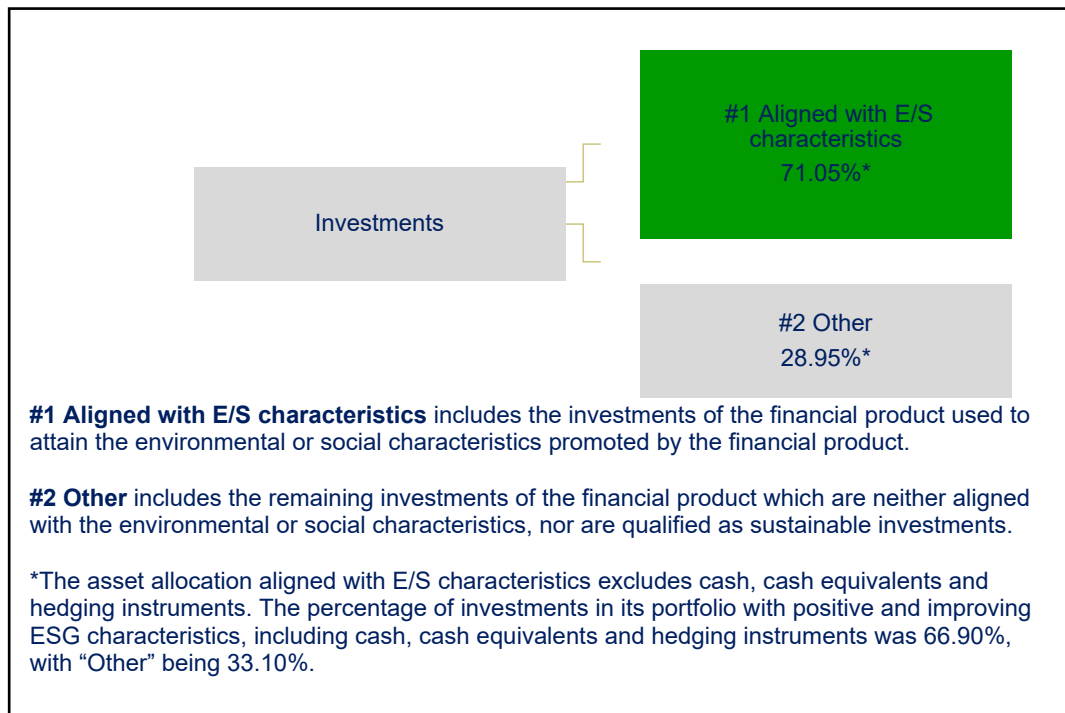 #1 Aligned with E/S
characteristics
71.05%*
Investments
#2 Other
28.95%*
#1 Aligned with E/S characteristics includes the investments of the financial product used to
attain the environmental or social characteristics promoted by the financial product.
#2 Other includes the remaining investments of the financial product which are neither aligned
with the environmental or social characteristics, nor are qualified as sustainable investments.
*The asset allocation aligned with E/S characteristics excludes cash, cash equivalents and
hedging instruments. The percentage of investments in its portfolio with positive and improving
ESG characteristics, including cash, cash equivalents and hedging instruments was 66.90%,
with “Other” being 33.10%.